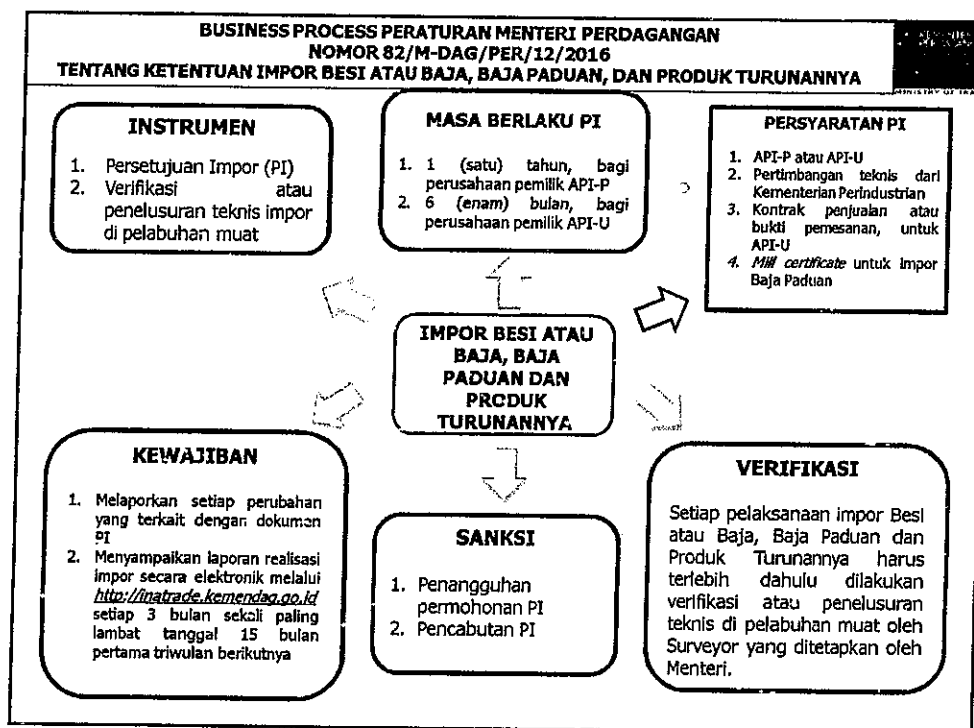 BUSINESS PROCESS PERATURAN MENTERI PERDAGANGAN
NOMOR 82/M-DAG/PER/12/2016
TENTANG KETENTUAN IMPOR BESI ATAU BAJA, BAJA PADUAN, DAN PRODUK TURUNANNYA
INSTRUMEN
1. Persetujuan Impor (PI)
2. Verifikasi atau
penelusuran teknis impor
di pelabuhan muat
MASA BERLAKU PI
1. 1 (satu) tahun, bagi
perusahaan pemilik API-P
2. 6 (enam) bulan, bagi
perusahaan pemilik API-U
PERSYARATAN PI
1. API-P atau API-U
2. Pertimbangan teknis dari
Kementerian Perindustrian
3. Kontrak penjualan atau
bukti pemesanan, untuk
API-U
4. Mill certificate untuk Impor
Baja Paduan
IMPOR BESI ATAU
BAJA, BAJA
PADUAN DAN
PRODUK
TURUNANNYA
KEWAJIBAN
1. Melaporkan setiap perubahan
yang terkait dengan dokumen
PI
2. Menyampaikan laporan realisasi
impor secara elektronik melalui
http://inatrade.kemendag.go.id
setiap 3 bulan sekali paling
lambat tanggal 15 bulan
pertama triwulan berikutnya
SANKSI
1. Penangguhan
permohonan PI
2. Pencabutan PI
VERIFIKASI
Setiap pelaksanaan impor Besi
atau Baja, Baja Paduan dan
Produk Turunannya harus
terlebih dahulu dilakukan
verifikasi atau penelusuran
teknis di pelabuhan muat oleh
Surveyor yang ditetapkan oleh
Menteri.